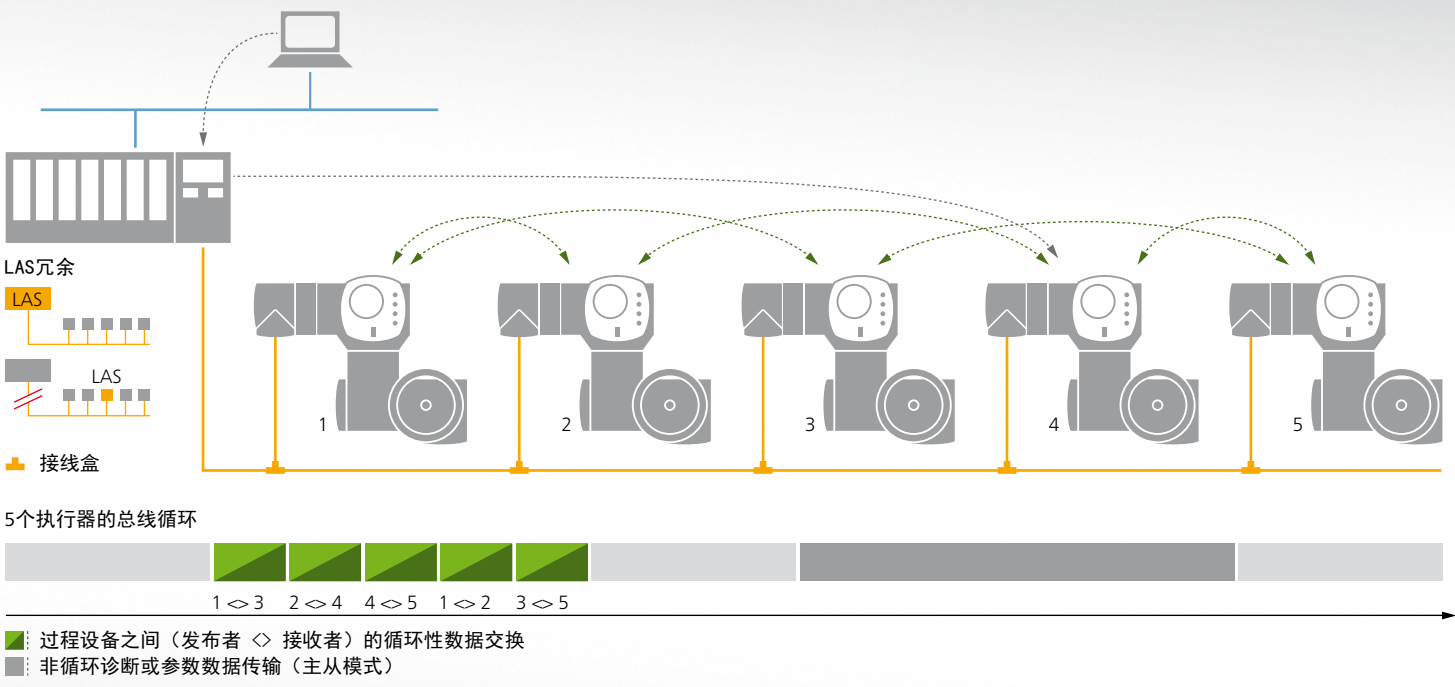 LAS冗余
LAS
LAS
接线盒
1
2
3
4
5
5个执行器的总线循环
1 <> 3 2 <> 4 4 <> 5 1 <> 2 3 <> 5
过程设备之间（发布者 <> 接收者）的循环性数据交换
非循环诊断或参数数据传输（主从模式）